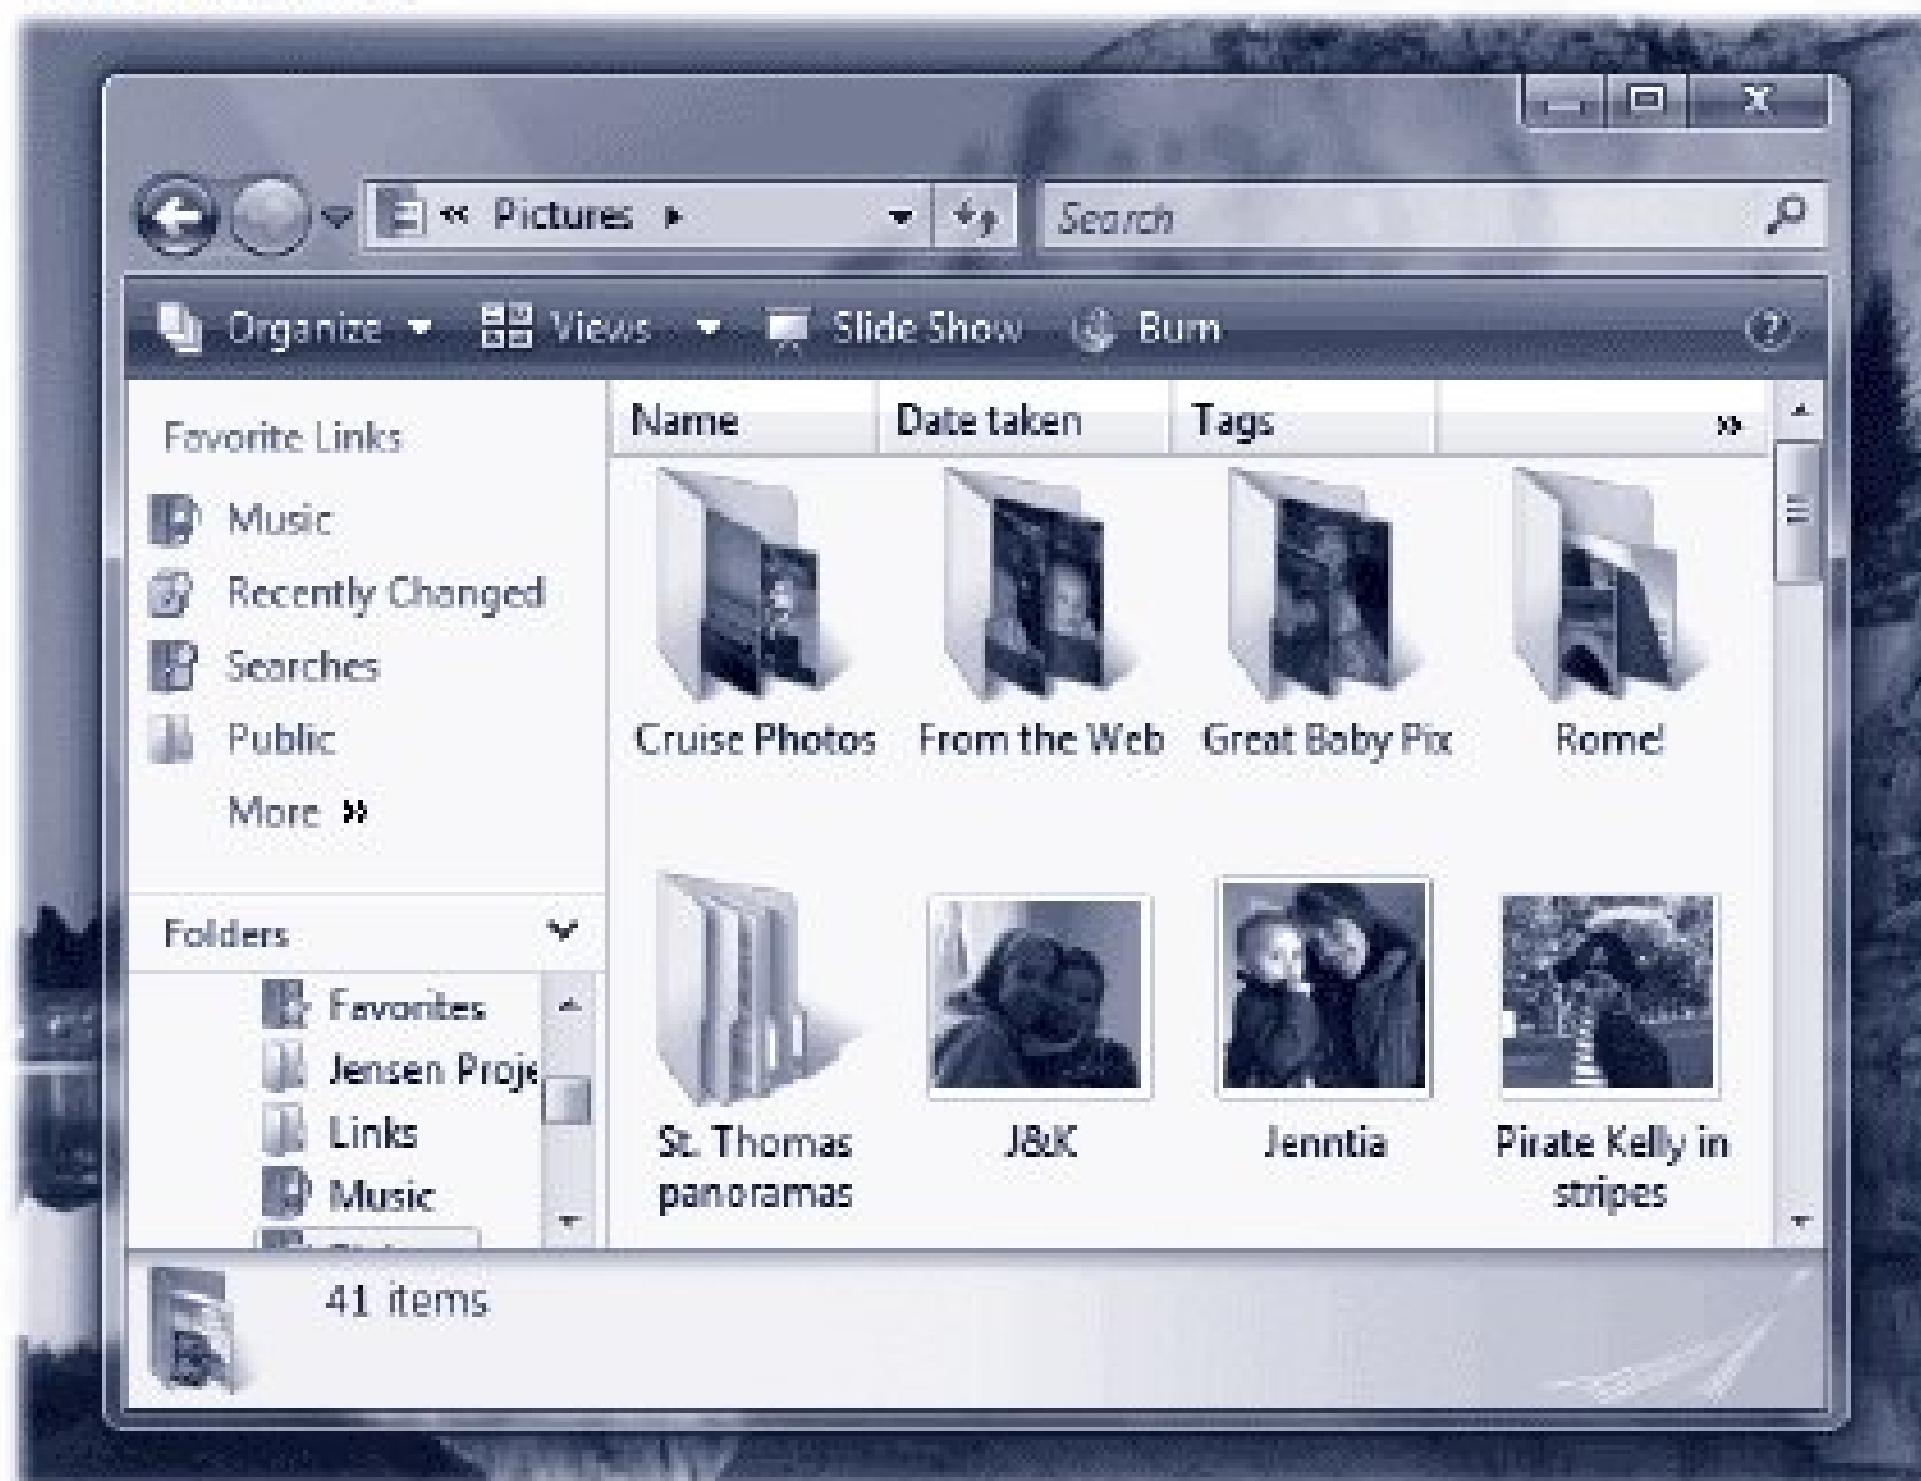 Pictures
Search
Organize Views Slide Show Burn ?
Favorite Links
Music
Recently Changed
Searches
Public
More »
Folders
Favorites
Jensen Proje
Links
Music
Name Date taken Tags »
Cruise Photos From the Web Great Baby Pix Rome!
St. Thomas J&K Jenntia Pirate Kelly in
panoramas stripes
41 items